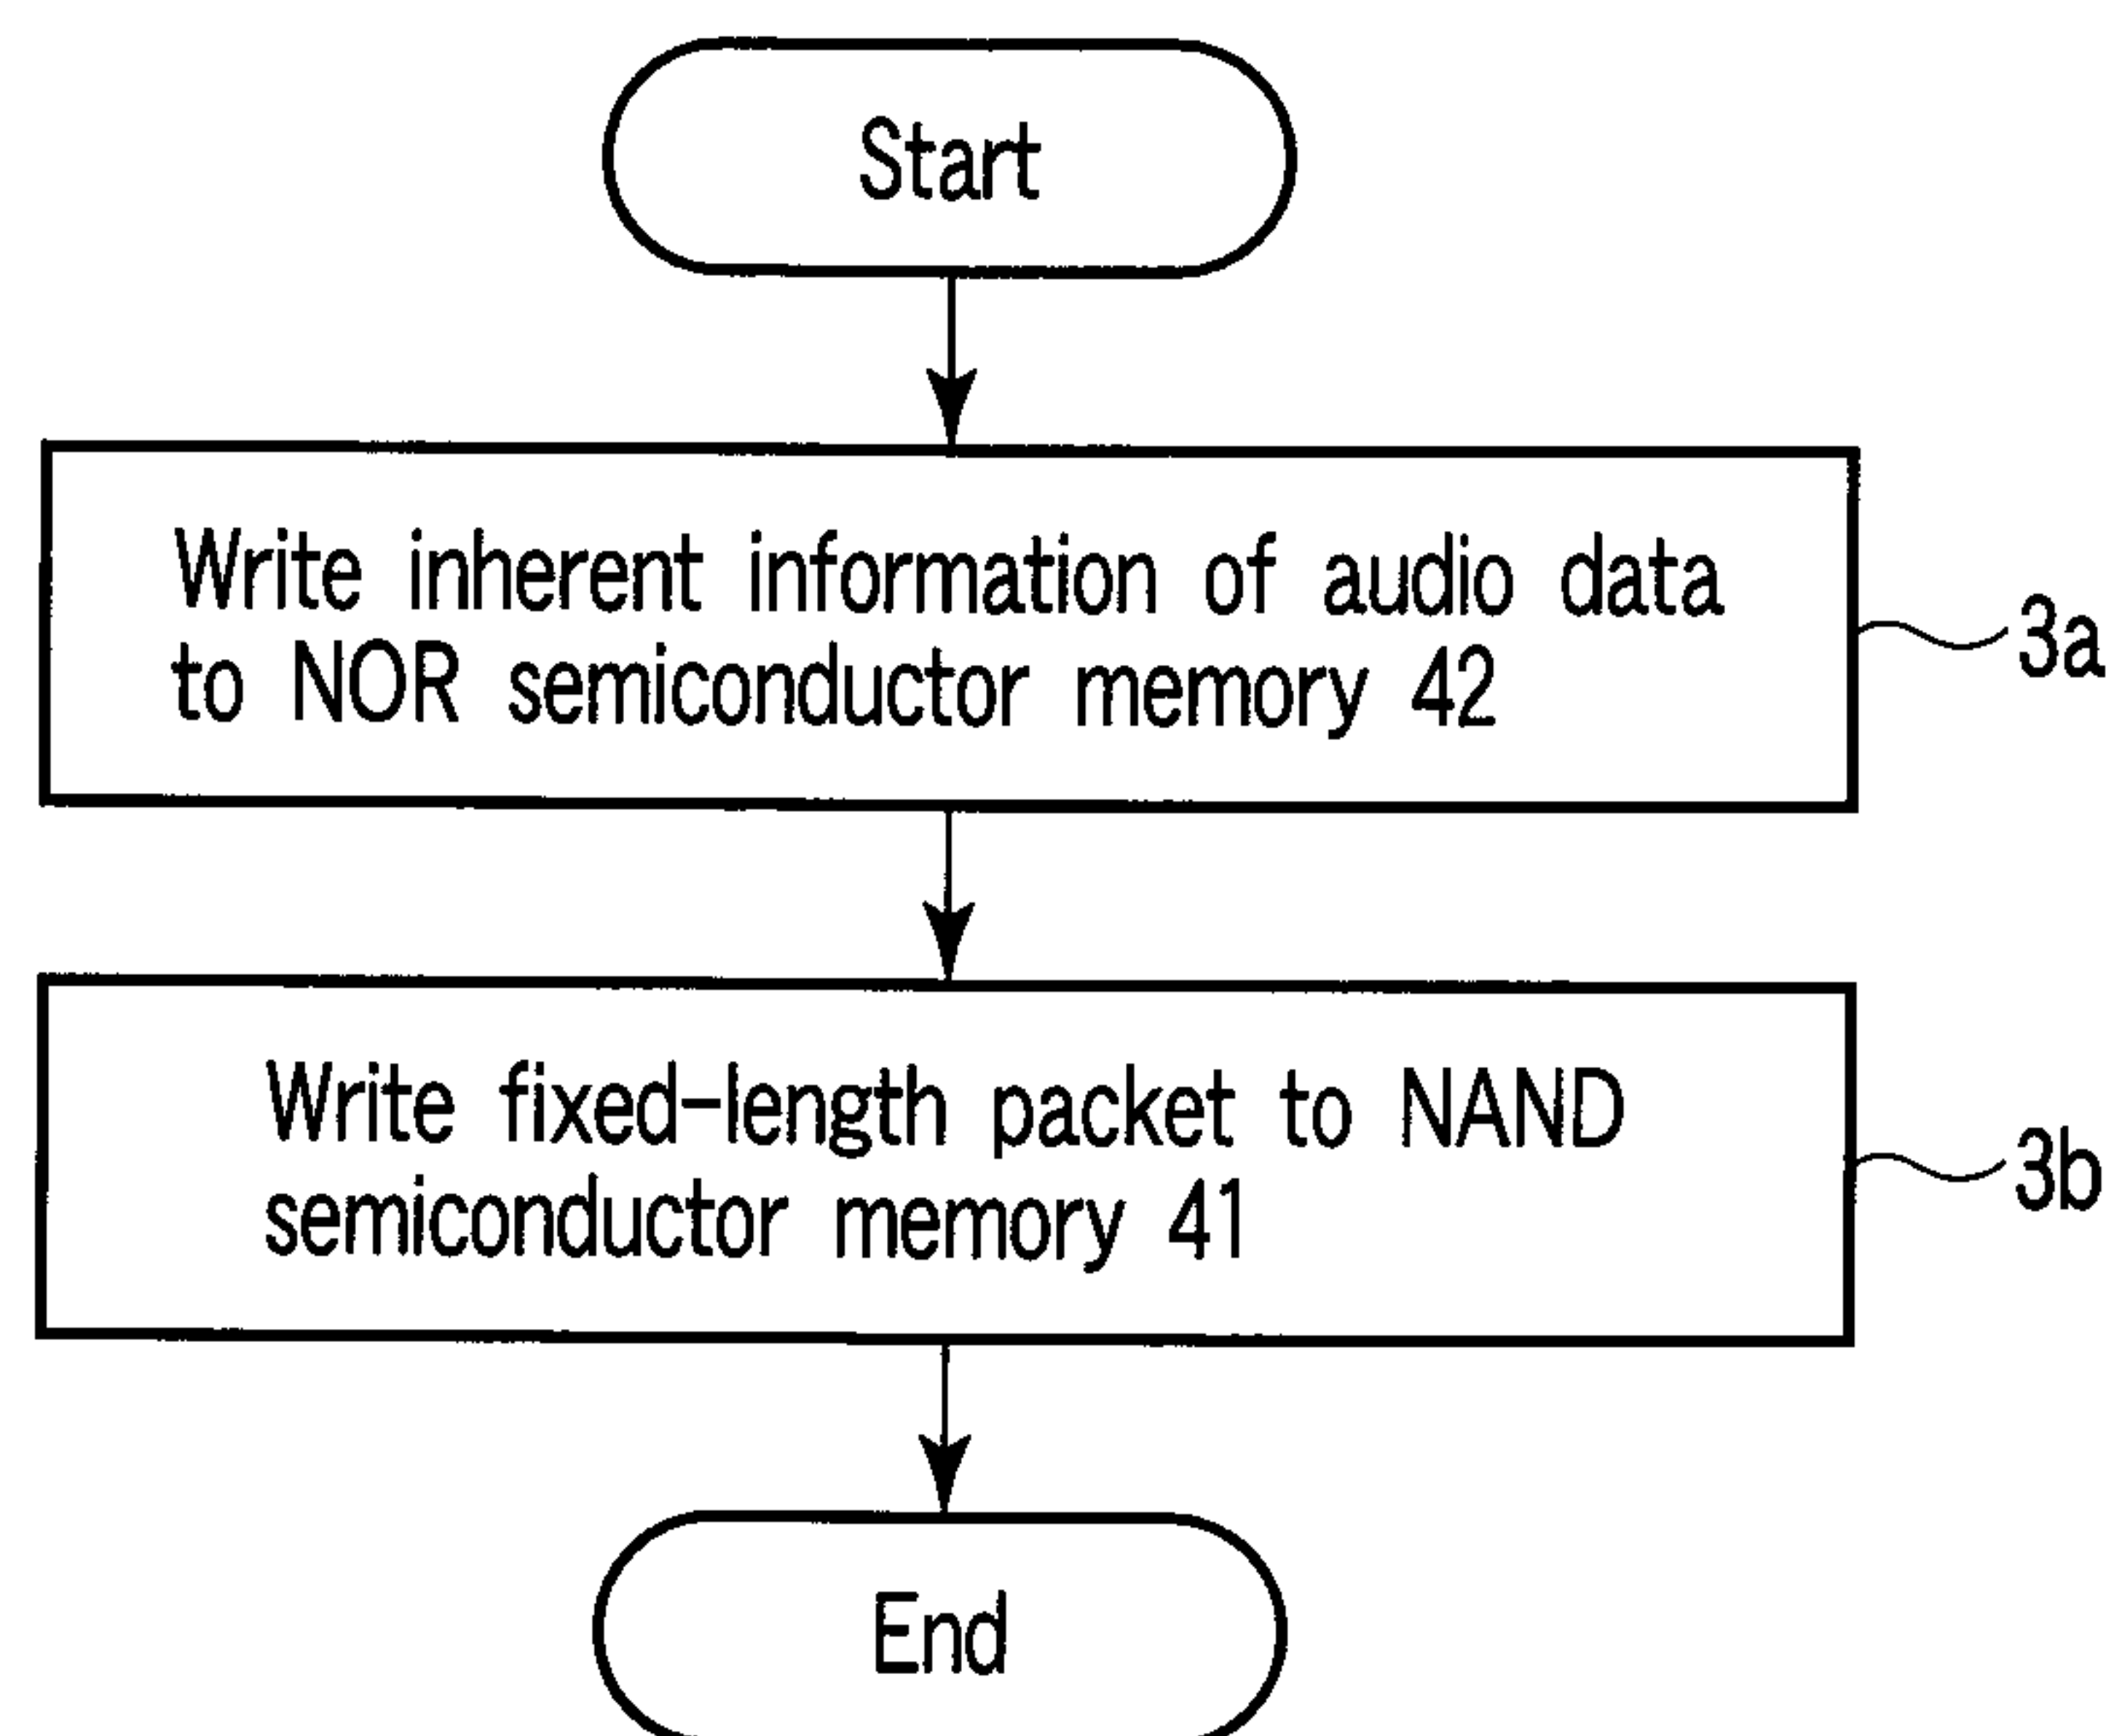 Start
Write inherent information of audio data
to NOR semiconductor memory 42
3a
Write fixed-length packet to NAND
semiconductor memory 41
3b
End